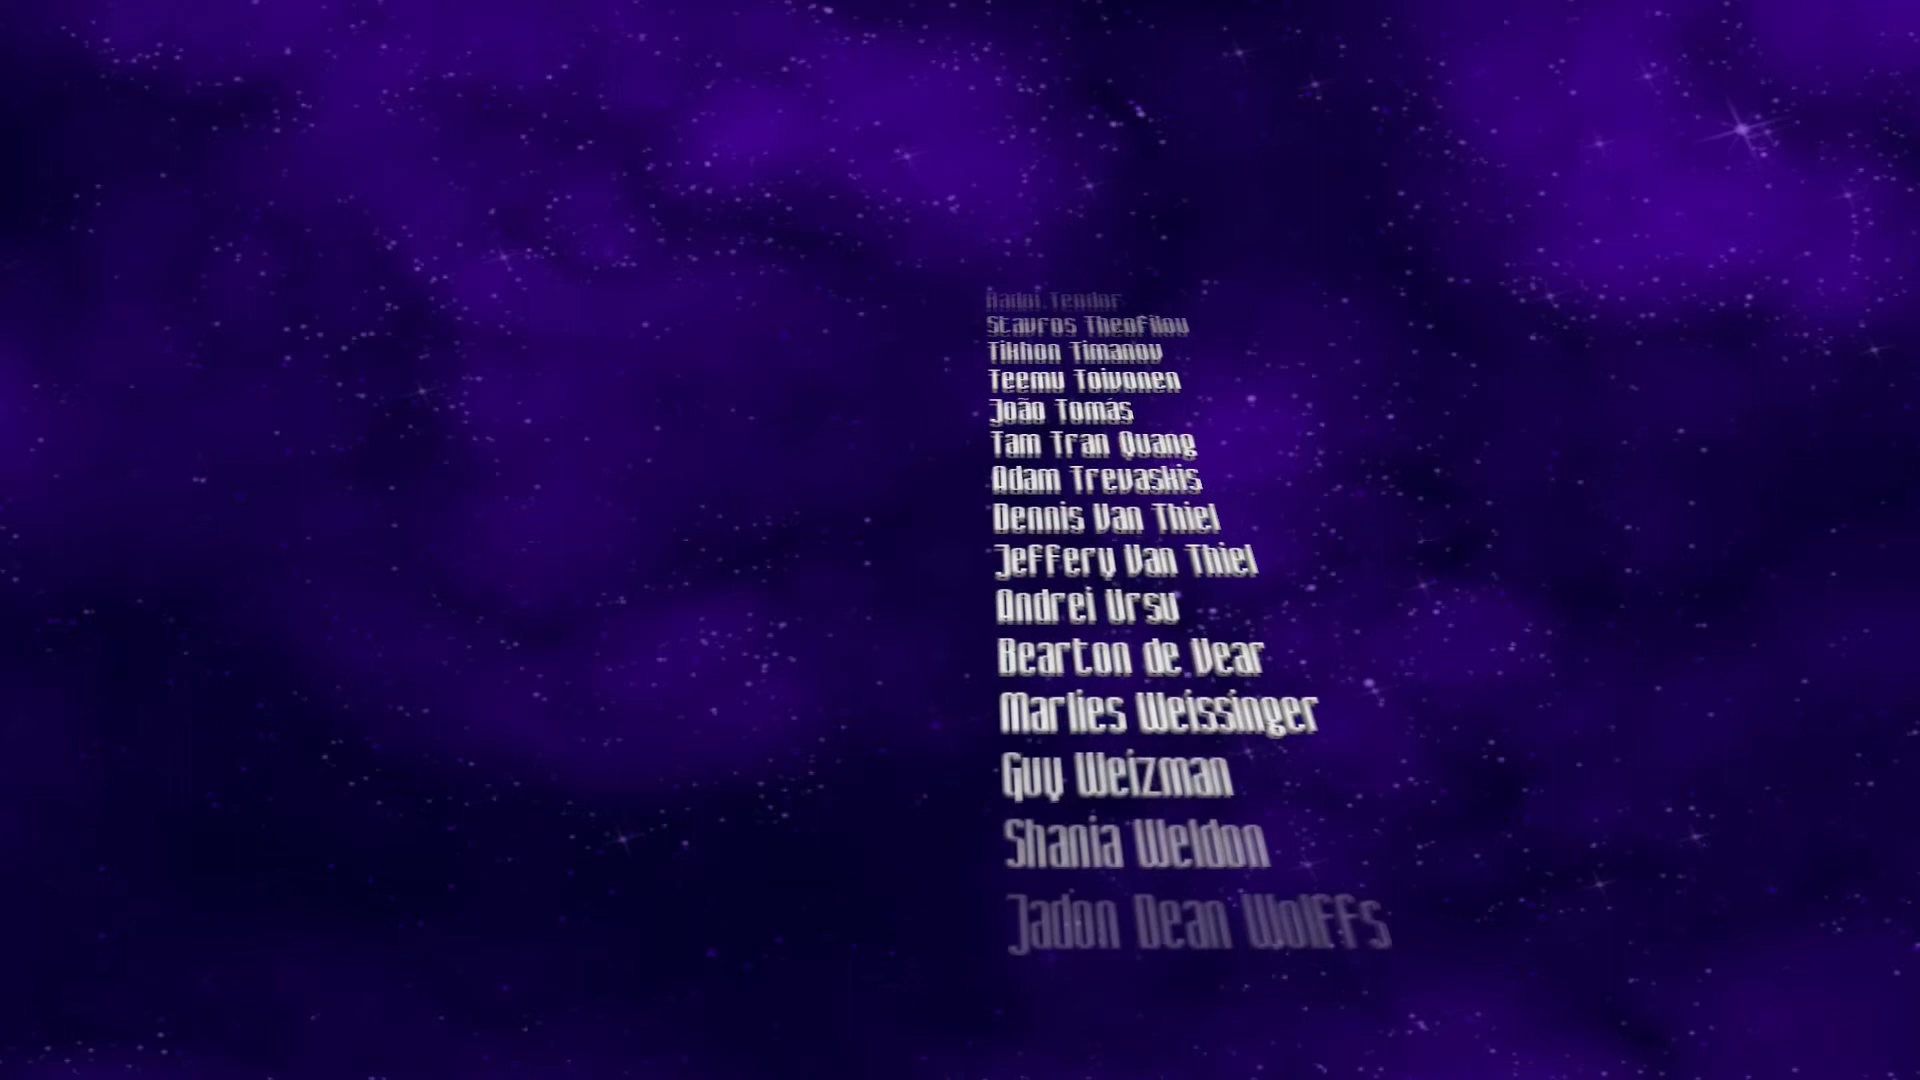 Stavros Theofilou
Tikhon Timanov
Teemu Toivonen
João Tomás
Tam Tran Quang
Adam Trevaskis
Dennis Van Thiel
Jeffery Van Thiel
Andrei Ursu
Bearton de Vear
Marlies Weissinger
Guy Weizman
Shania Weldon
Jadon Dean Wolffs